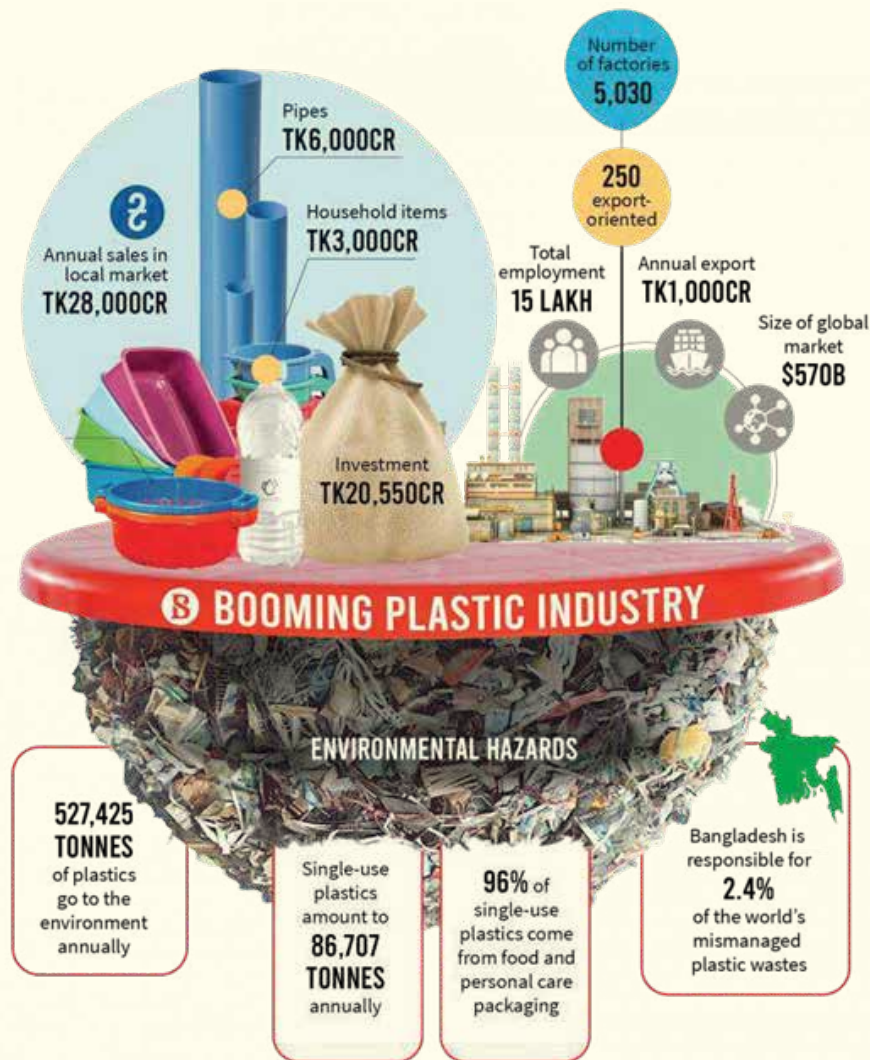 Number
of factories
5,030
250
export-
oriented
Pipes
TK6,000CR
Household items
TK3,000CR
Annual sales in
local market
TK28,000CR
Total
employment
15 LAKH
Annual export
TK1,000CR
Size of global
market
$570B
Investment
TK20,550CR
BOOMING PLASTIC INDUSTRY
ENVIRONMENTAL HAZARDS
527,425
TONNES
of plastics
go to the
environment
annually
Single-use
plastics
amount to
86,707
TONNES
annually
96% of
single-use
plastics come
from food and
personal care
packaging
Bangladesh is
responsible for
2.4%
of the world's
mismanaged
plastic wastes